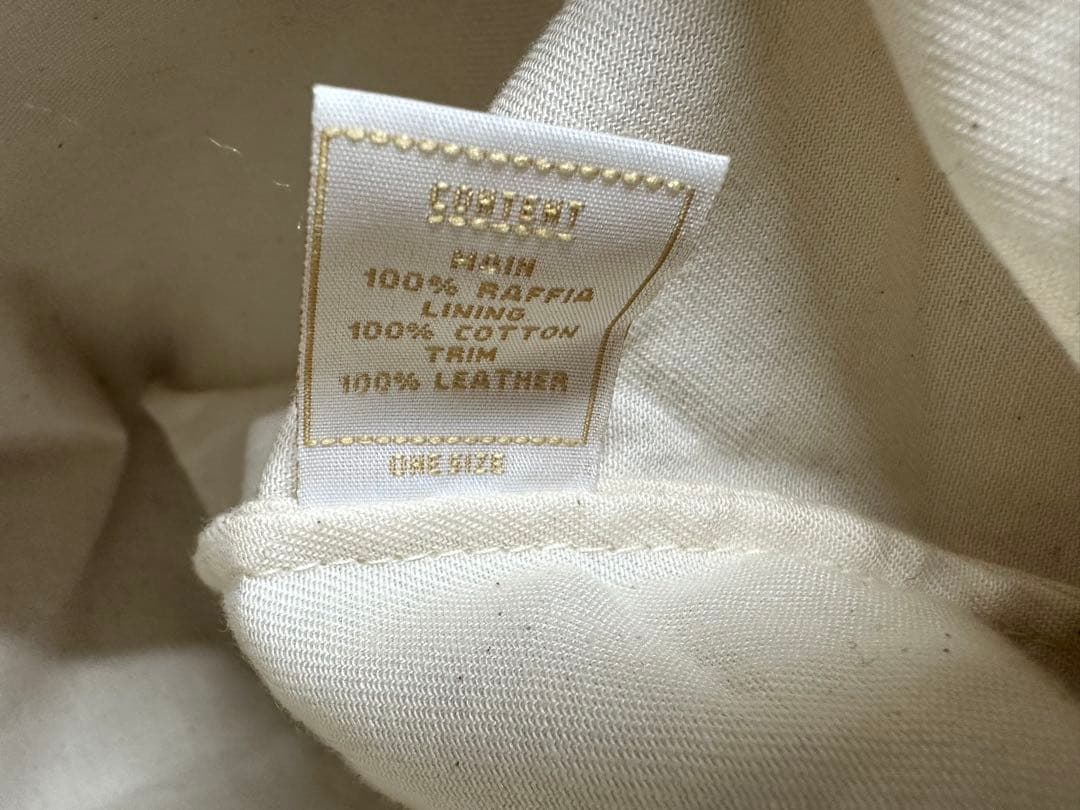 CONTENT
MAIN
100% RAFFIA
LINING
100% COTTON
TRIM
100% LEATHER
ONE SIZE